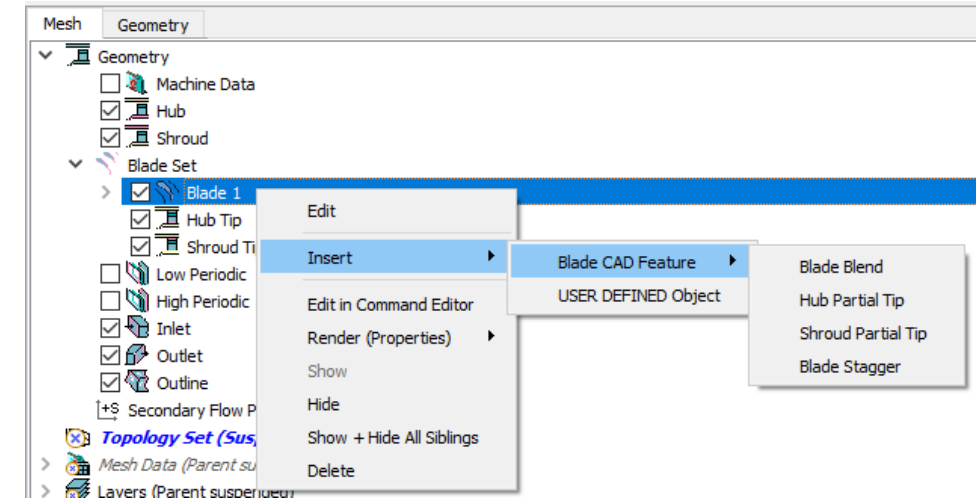 Mesh Geometry
Geometry
Machine Data
Hub
Shroud
Blade Set
Blade 1
Hub Tip
Shroud Ti
Low Periodic
High Periodic
Inlet
Outlet
Outline
+S Secondary Flow P
Topology Set (Sus
Mesh Data (Parent su
Layers (Parent suspended)
Edit
Insert
Edit in Command Editor
Render (Properties)
Show
Hide
Show + Hide All Siblings
Delete
Blade CAD Feature
USER DEFINED Object
Blade Blend
Hub Partial Tip
Shroud Partial Tip
Blade Stagger